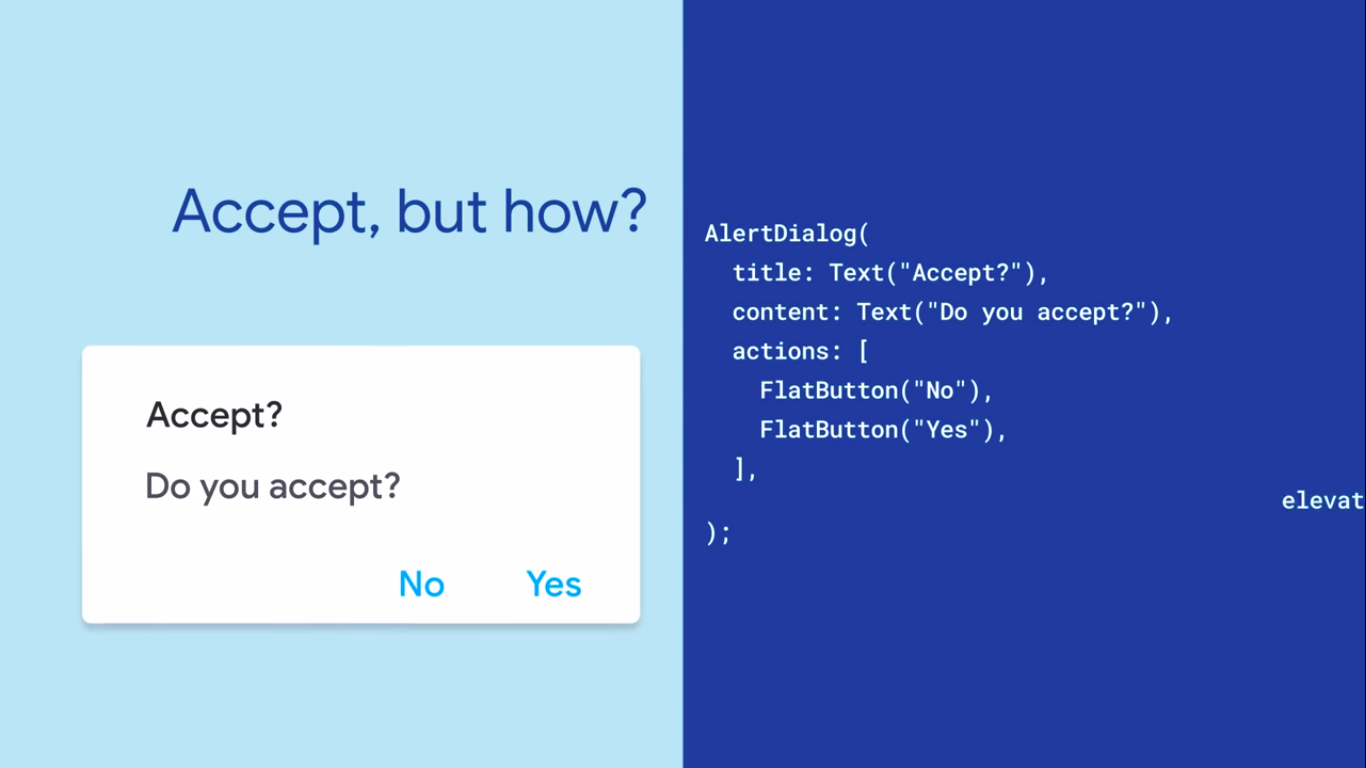 Accept, but how?
Accept?
Do you accept?
No Yes
AlertDialog(
title: Text("Accept?"),
content: Text("Do you accept?"),
actions: [
FlatButton("No"),
FlatButton("Yes"),
],
elevat
);